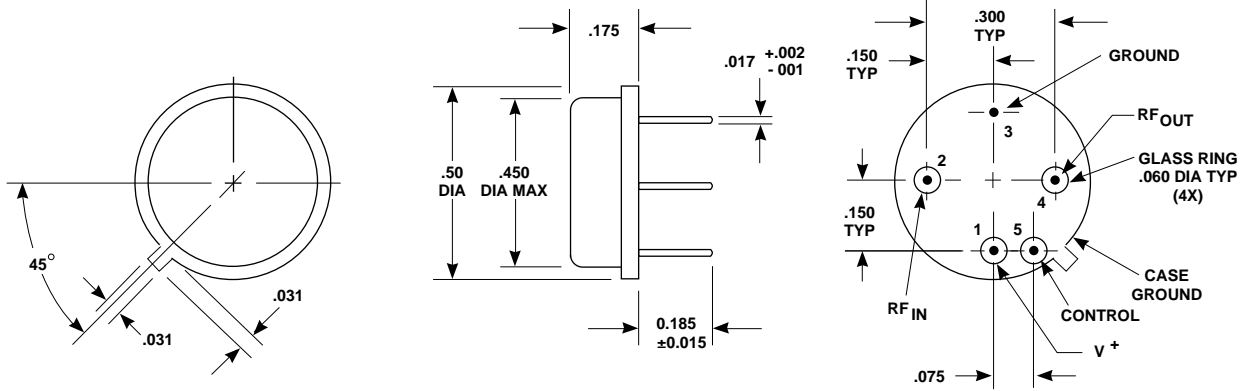 45°
.031
.031
.175
.50
DIA
.450
DIA MAX
.017 +.002
- 001
0.185
±0.015
.300
TYP
.150
TYP
GROUND
3
RFOUT
2
GLASS RING
.060 DIA TYP
(4X)
4
.150
TYP
1
5
CASE
GROUND
RF IN
CONTROL
V +
.075